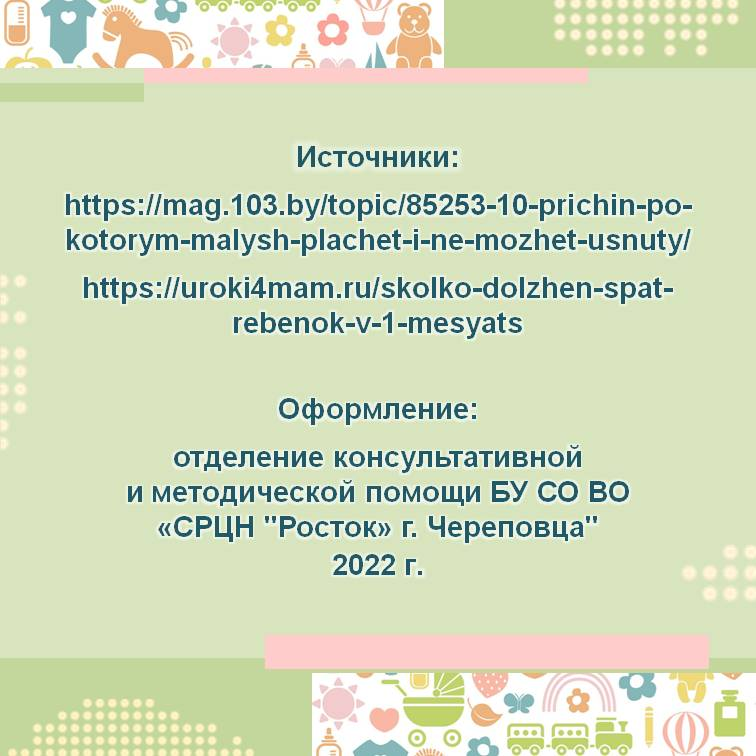 Источники:
https://mag.103.by/topic/85253-10-prichin-po-
kotorym-malysh-plachet-i-ne-mozhet-usnuty/
https://uroki4mam.ru/skolko-dolzhen-spat-
rebenok-v-1-mesyats
Оформление:
отделение консультативной
и методической помощи БУ СО ВО
«СРЦН "Росток» г. Череповца"
2022 г.